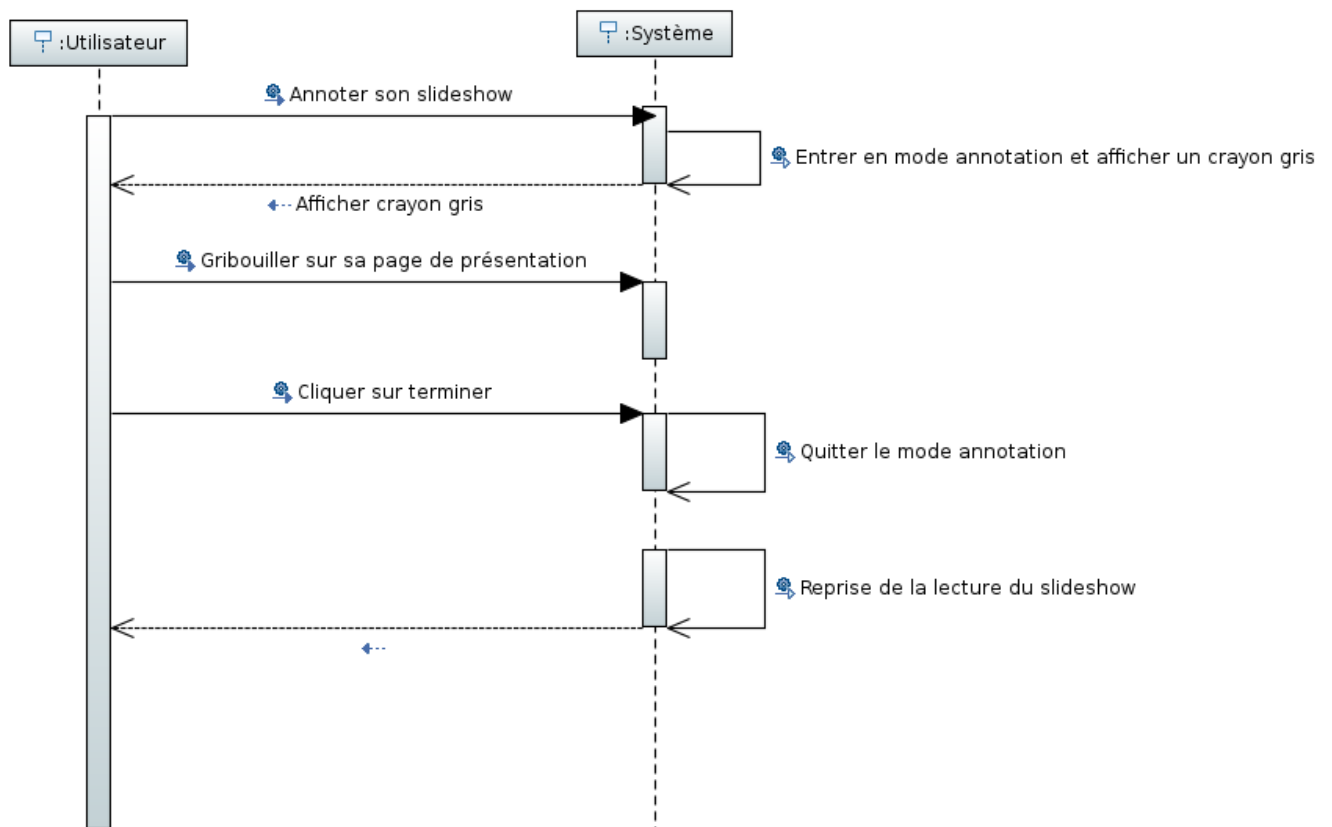 :Utilisateur
:Système
Annoter son slideshow
Entrer en mode annotation et afficher un crayon gris
Afficher crayon gris
Gribouiller sur sa page de présentation
Cliquer sur terminer
Quitter le mode annotation
Reprise de la lecture du slideshow